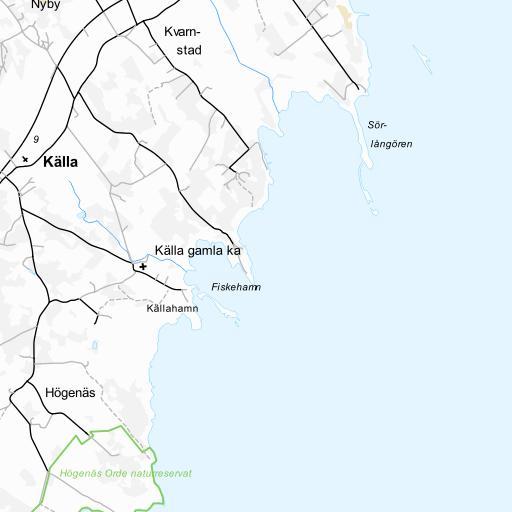 Nyby
Kvarn-
stad
Sör-
långören
9
Källa
Källa gamla ka
Fiskehamn
Källahamn
Högenäs
Högenäs Orde naturreservat